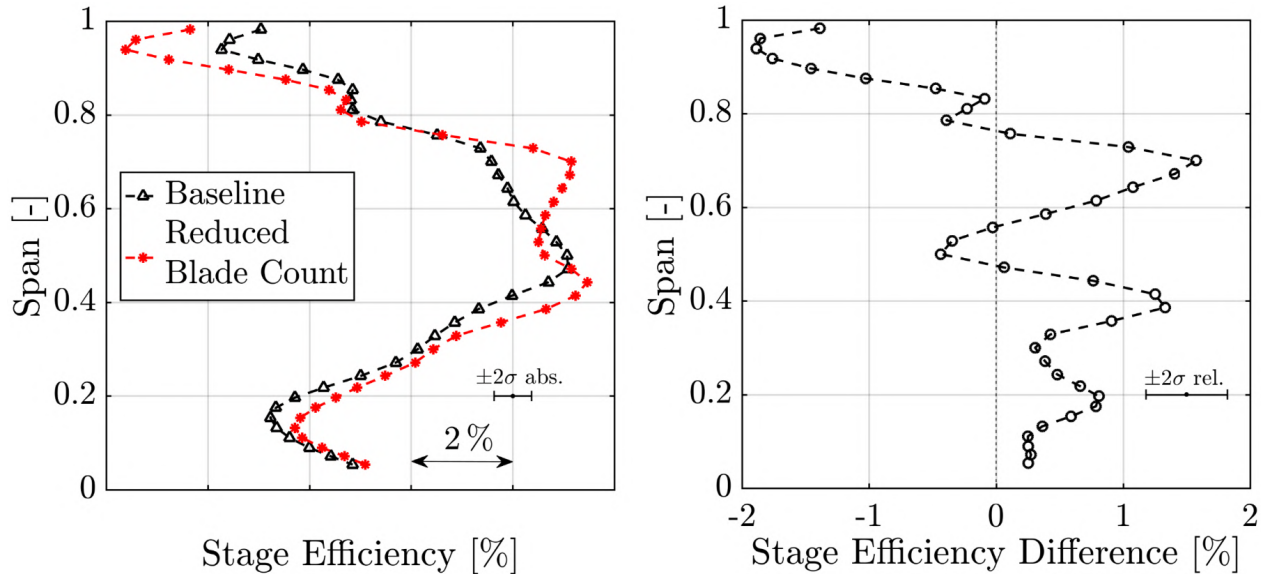 1
0.8
0.6
0.4
0.2
0
Span [-]
Baseline
Reduced
Blade Count
±2σ abs.
2 %
Stage Efficiency [%]
1
0.8
0.6
0.4
0.2
0
Span [-]
±2σ rel.
-2
-1
0
1
2
Stage Efficiency Difference [%]